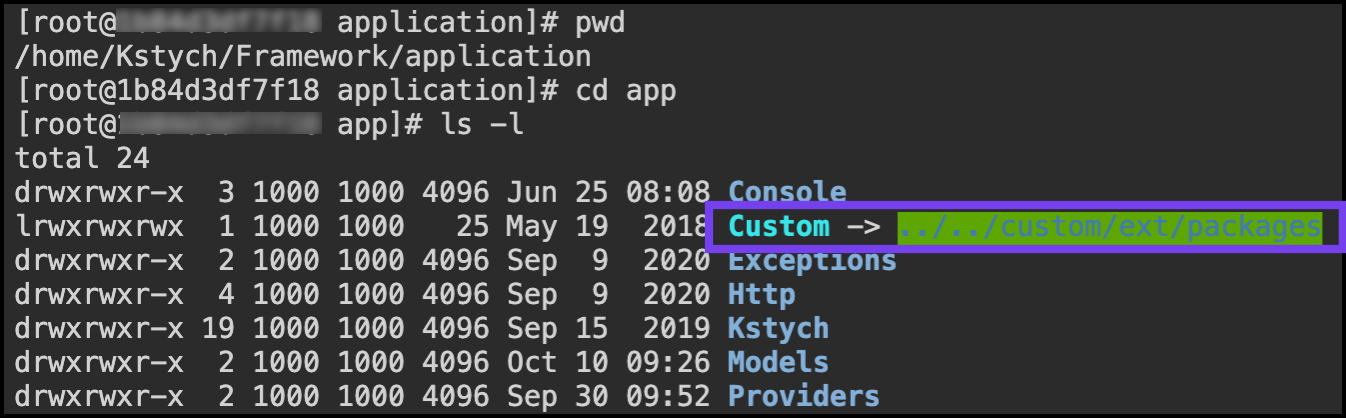 [root@ application]# pwd
/home/Kstych/Framework/application
[root@1b84d3df7f18 application]# cd app
[root@ app]# ls -l
total 24
drwxrwxr-x  3 1000 1000 4096 Jun 25 08:08 Console
lrwxrwxrwx  1 1000 1000   25 May 19  2018 Custom -> ../../custom/ext/packages
drwxrwxr-x  2 1000 1000 4096 Sep  9  2020 Exceptions
drwxrwxr-x  4 1000 1000 4096 Sep  9  2020 Http
drwxrwxr-x 19 1000 1000 4096 Sep 15  2019 Kstych
drwxrwxr-x  2 1000 1000 4096 Oct 10 09:26 Models
drwxrwxr-x  2 1000 1000 4096 Sep 30 09:52 Providers